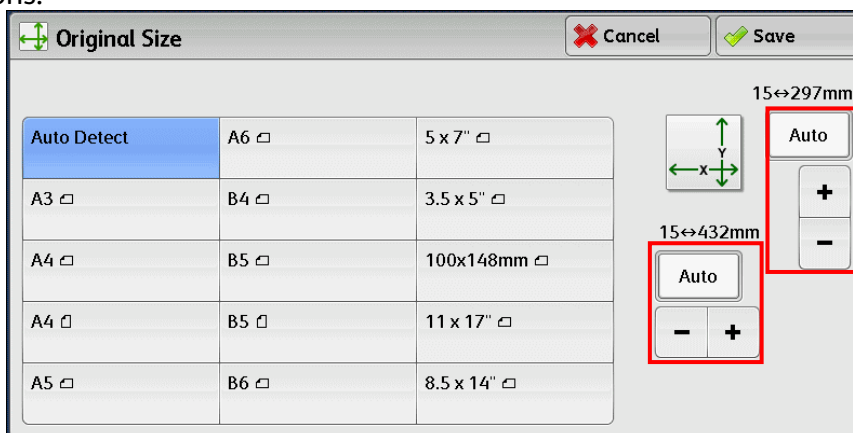 ons.
Original Size
Cancel
Save
15↔297mm
Auto Detect
A6
5 x 7"
Auto
Y
X
+
A3
B4
3.5 x 5"
15↔432mm
−
A4
B5
100x148mm
Auto
A4
B5
11 x 17"
− +
A5
B6
8.5 x 14"